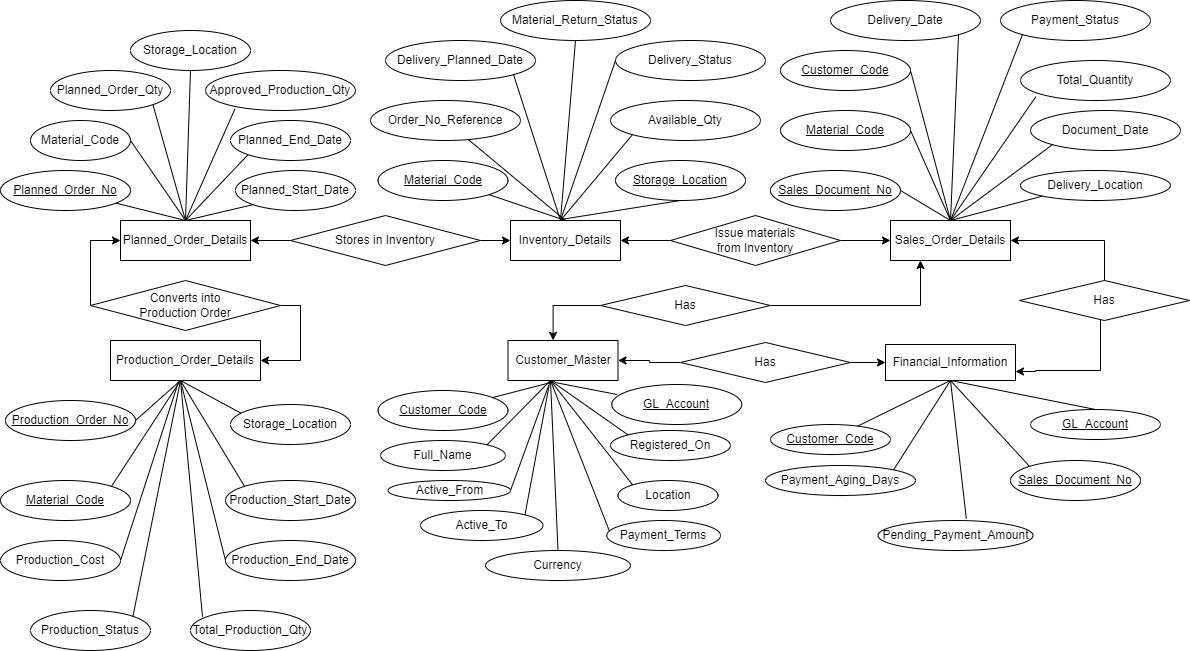 Material_Return_Status
Delivery_Date
Payment_Status
Storage_Location
Delivery_Planned_Date
Delivery_Status
Customer_Code
Total_Quantity
Planned_Order_Qty
Approved_Production_Qty
Order_No_Reference
Available_Qty
Material_Code
Document_Date
Material_Code
Planned_End_Date
Material_Code
Storage_Location
Sales_Document_No
Delivery_Location
Planned_Order_No
Planned_Start_Date
Planned_Order_Details
Stores in Inventory
Inventory_Details
Issue materials
from Inventory
Sales_Order_Details
Converts into
Production Order
Has
Has
Production_Order_Details
Customer_Master
Has
Financial_Information
Production_Order_No
Storage_Location
Customer_Code
GL_Account
Customer_Code
GL_Account
Full_Name
Registered_On
Payment_Aging_Days
Sales_Document_No
Material_Code
Production_Start_Date
Active_From
Location
Active_To
Payment_Terms
Pending_Payment_Amount
Production_Cost
Production_End_Date
Currency
Production_Status
Total_Production_Qty